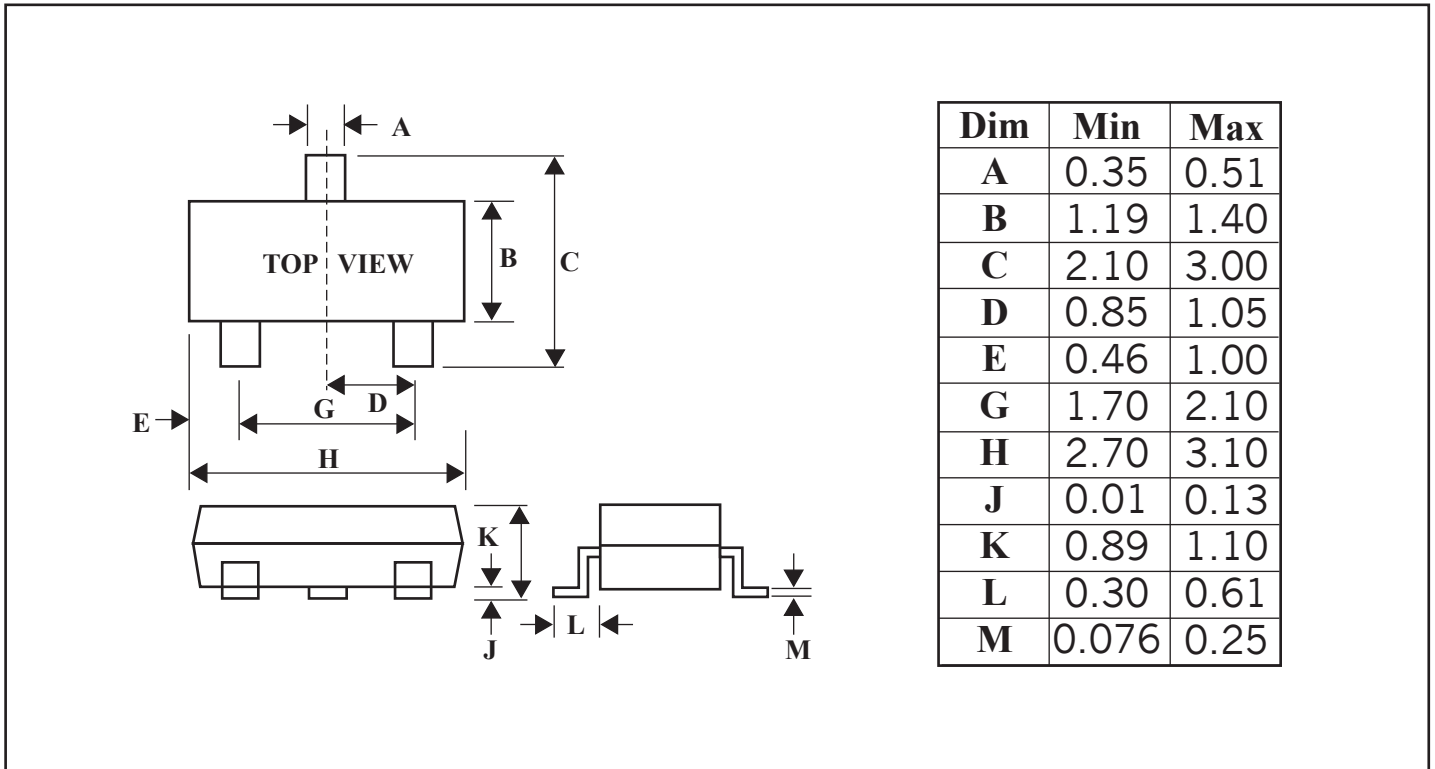 A
TOP VIEW
B
C
D
G
E
H
K
J
L
M
Dim Min Max
A 0.35 0.51
B 1.19 1.40
C 2.10 3.00
D 0.85 1.05
E 0.46 1.00
G 1.70 2.10
H 2.70 3.10
J 0.01 0.13
K 0.89 1.10
L 0.30 0.61
M 0.076 0.25